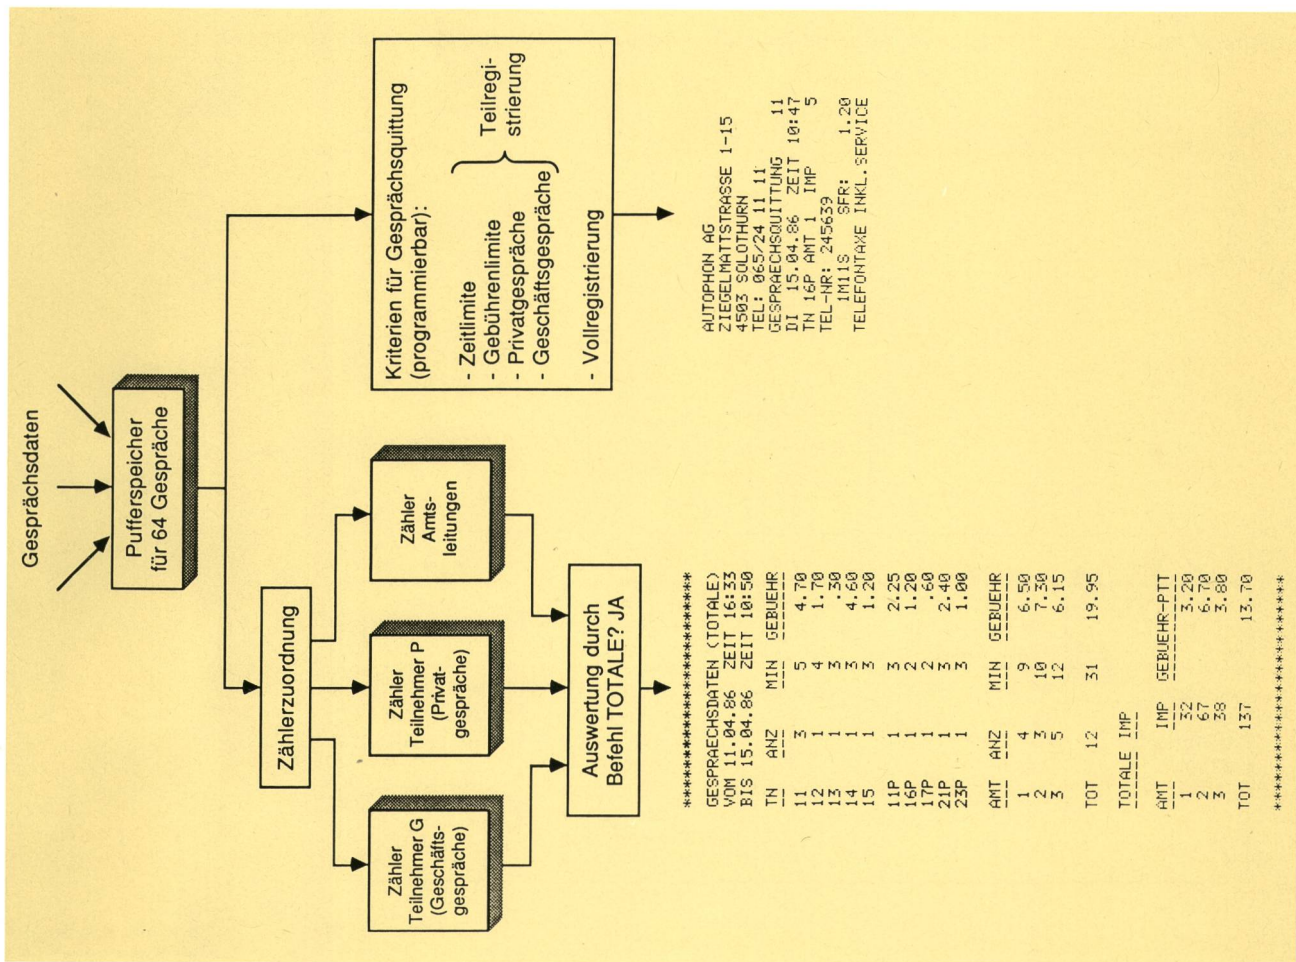 Gesprächsdaten
Pufferspeicher
für 64 Gespräche
Zählerzuordnung
Zähler
Teilnehmer G
(Geschäfts-
gespräche)
Zähler
Teilnehmer P
(Privat-
gespräche)
Zähler
Amts-
leitungen
Auswertung durch
Befehl TOTALE? JA
Kriterien für Gesprächsquittung
(programmierbar):
- Zeitlimite
- Gebührenlimite
- Privatgespräche
- Geschäftsgespräche
Teilregi-
strierung
- Vollregistrierung
******************************
GESPRAECHSDATEN (TOTALE)
VOM 11.04.86 ZEIT 16:33
BIS 15.04.86 ZEIT 10:50
TN ANZ MIN GEBUEHR
-- --- --- -------
11 3 5 4.70
12 1 4 1.70
13 1 3 .30
14 1 3 4.60
15 1 3 1.20
11P 1 3 2.25
16P 1 2 1.20
17P 1 2 .60
21P 1 3 2.40
23P 1 3 1.00
AMT ANZ MIN GEBUEHR
--- --- --- -------
1 4 9 6.50
2 3 10 7.30
3 5 12 6.15
TOT 12 31 19.95
TOTALE IMP
------ ---
AMT IMP GEBUEHR-PTT
--- --- -----------
1 32 3.20
2 67 6.70
3 38 3.80
TOT 137 13.70
******************************
AUTOPHON AG
ZIEGELMATTSTRASSE 1-15
4503 SOLOTHURN
TEL: 065/24 11 11
GESPRAECHSQUITTUNG 11
DI 15.04.86 ZEIT 10:47
TN 16P AMT 1 IMP 5
TEL-NR: 245639
1M11S SFR: 1.20
TELEFONTAXE INKL.SERVICE